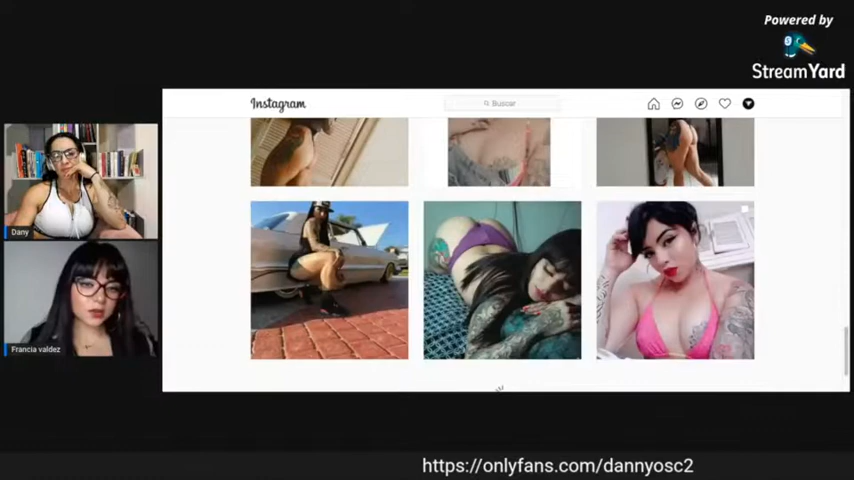 Powered by
StreamYard
Instagram
Buscar
Dany
Francia valdez
https://onlyfans.com/dannyosc2